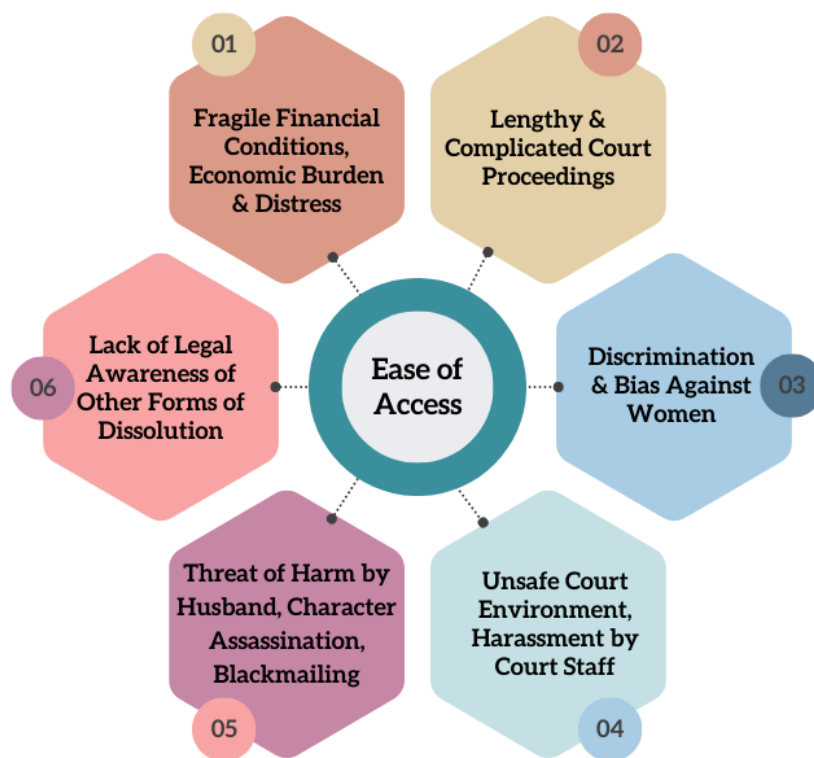 01
Fragile Financial
Conditions,
Economic Burden
& Distress
02
Lengthy &
Complicated Court
Proceedings
Ease of
Access
Discrimination
& Bias Against
Women
03
Unsafe Court
Environment,
Harassment by
Court Staff
04
Threat of Harm by
Husband, Character
Assassination,
Blackmailing
05
Lack of Legal
Awareness of
Other Forms of
Dissolution
06